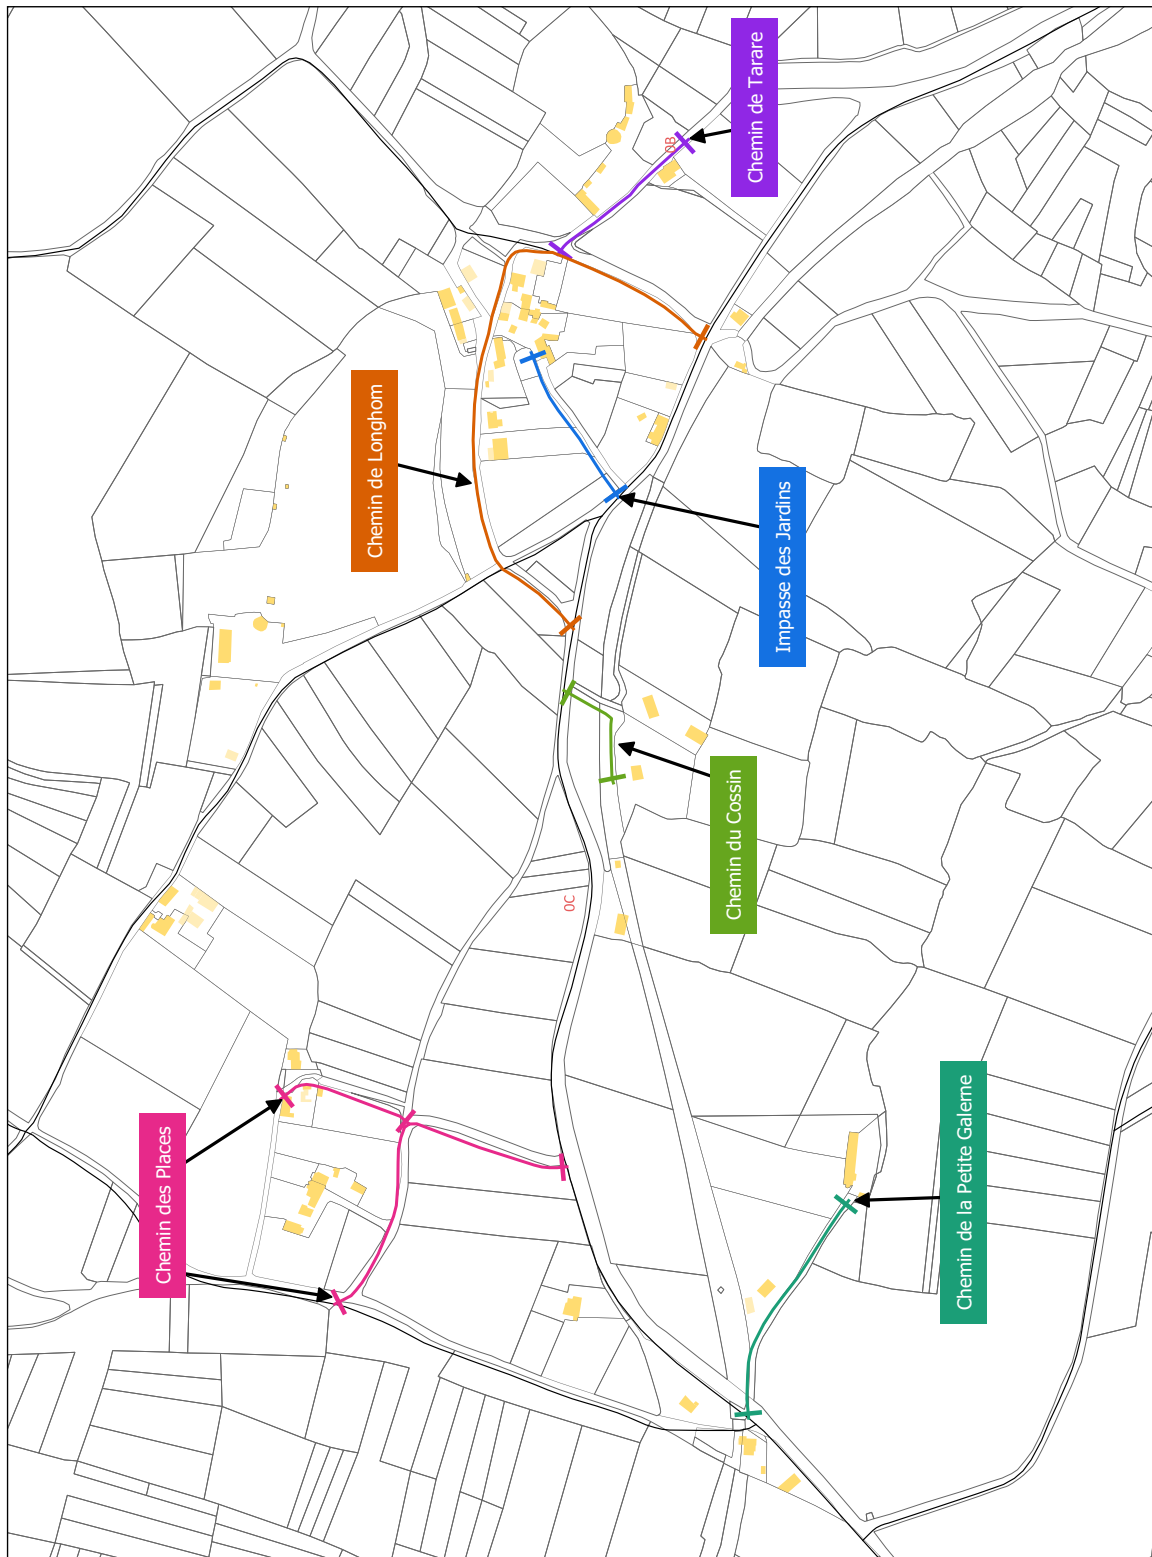 Chemin de Tarare
0B
Chemin de Longhom
Impasse des Jardins
Chemin du Cossin
0C
Chemin des Places
Chemin de la Petite Galerne